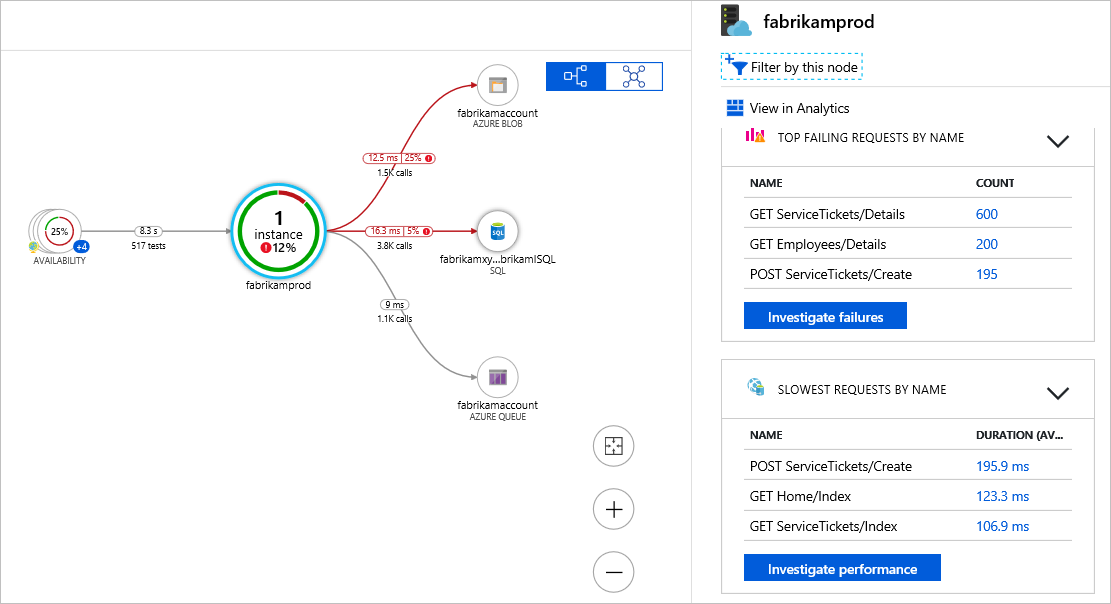 fabrikamprod
Filter by this node
View in Analytics
TOP FAILING REQUESTS BY NAME
NAME COUNT
GET ServiceTickets/Details 600
GET Employees/Details 200
POST ServiceTickets/Create 195
Investigate failures
SLOWEST REQUESTS BY NAME
NAME DURATION (AV...
POST ServiceTickets/Create 195.9 ms
GET Home/Index 123.3 ms
GET ServiceTickets/Index 106.9 ms
Investigate performance
25%
+4
AVAILABILITY
8.3 s
517 tests
1
instance
12%
fabrikamprod
12.5 ms | 25%
1.5K calls
fabrikamaccount
AZURE BLOB
16.3 ms | 5%
3.8K calls
SQL
fabrikamxy...brikamlSQL
SQL
9 ms
1.1K calls
fabrikamaccount
AZURE QUEUE